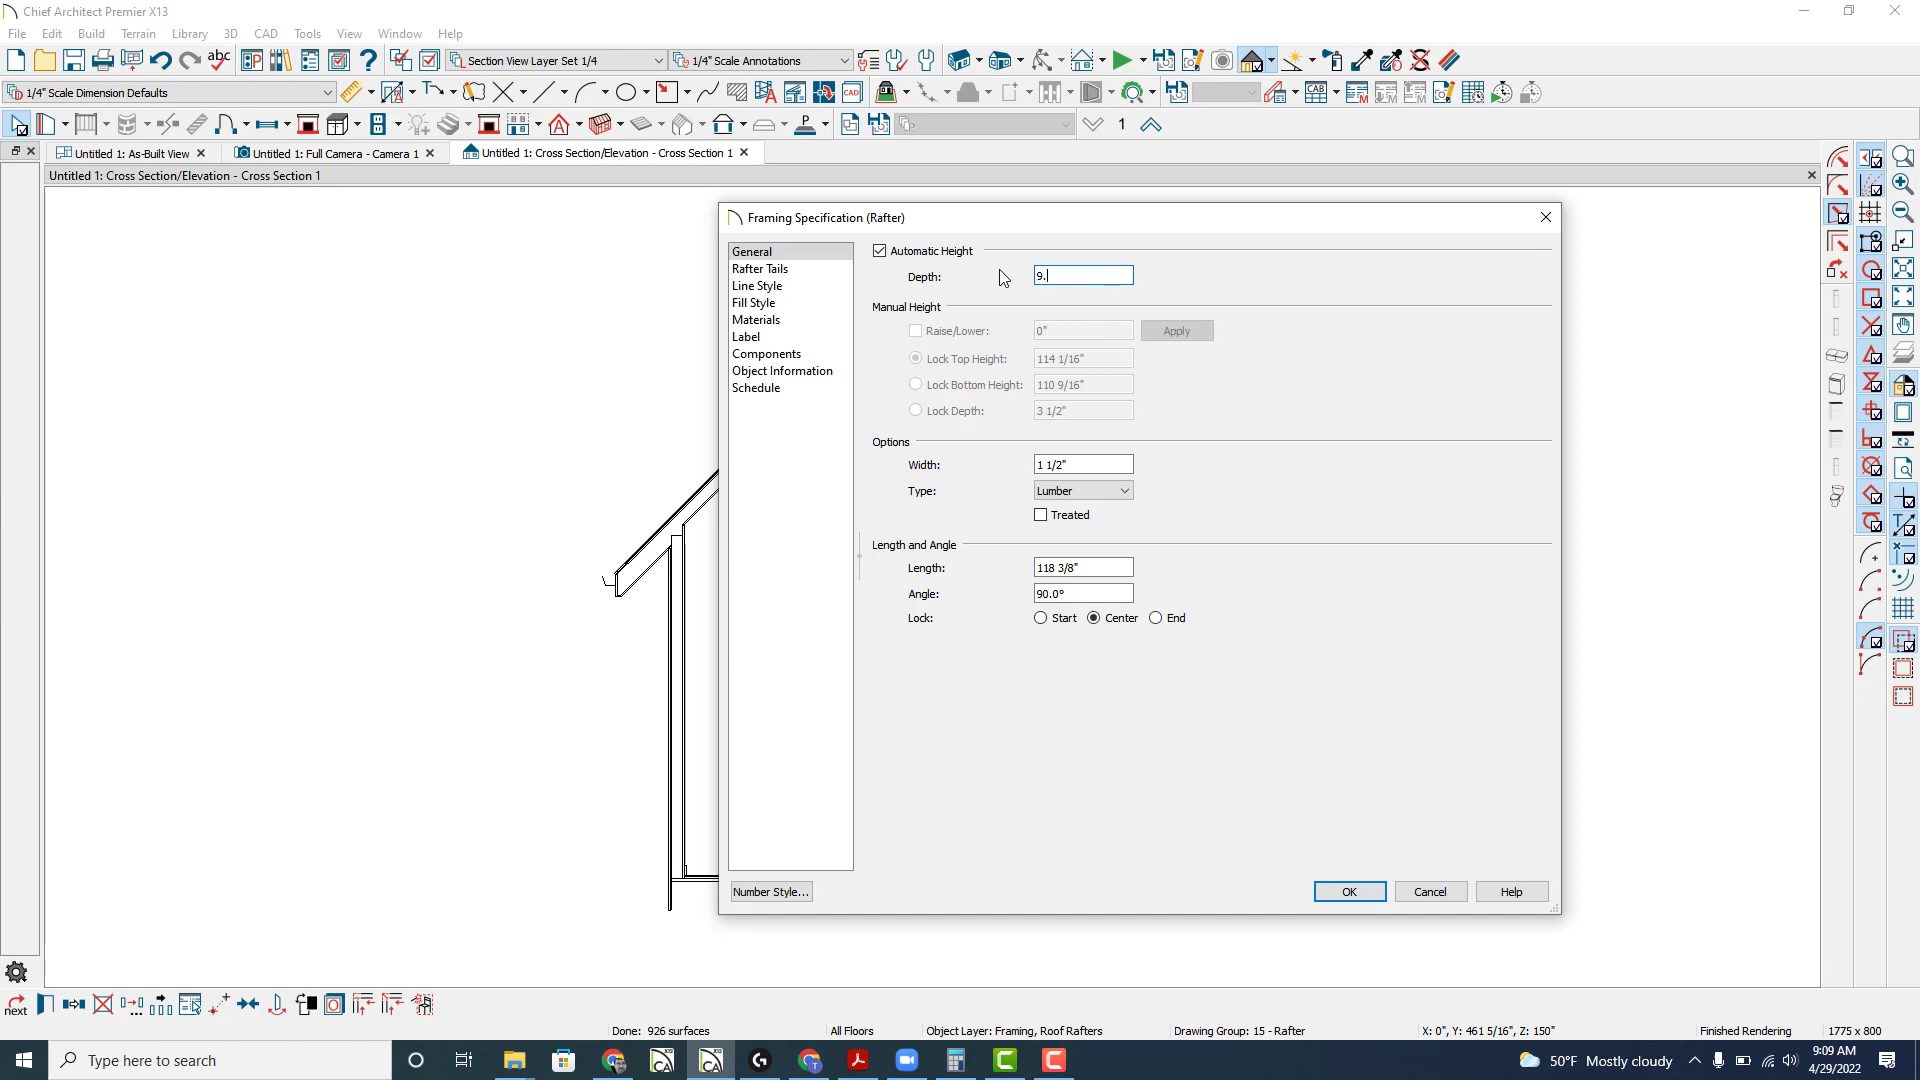 Chief Architect Premier X13
File Edit Build Terrain Library 3D CAD Tools Text View Window Help
Section View Layer Set 1/4
1/4" Scale Annotations
1/4" Scale Dimension Defaults
1
Untitled 1: As-Built View
Untitled 1: Full Camera - Camera 1
Untitled 1: Cross Section/Elevation - Cross Section 1
Untitled 1: Cross Section/Elevation - Cross Section 1
Framing Specification (Rafter)
General
Rafter Tails
Line Style
Fill Style
Materials
Label
Components
Object Information
Schedule
Automatic Height
Depth: 9.
Manual Height
Raise/Lower: 0" Apply
Lock Top Height: 114 1/16"
Lock Bottom Height: 110 9/16"
Lock Depth: 3 1/2"
Options
Width: 1 1/2"
Type: Lumber
Treated
Length and Angle
Length: 118 3/8"
Angle: 90.0°
Lock: Start Center End
Number Style...
OK Cancel Help
next
Done: 926 surfaces
All Floors
Object Layer: Framing, Roof Rafters
Drawing Group: 15 - Rafter
X: 0", Y: 461 5/16", Z: 150"
Finished Rendering
1775 x 800
Type here to search
50°F Mostly cloudy
9:09 AM
4/29/2022